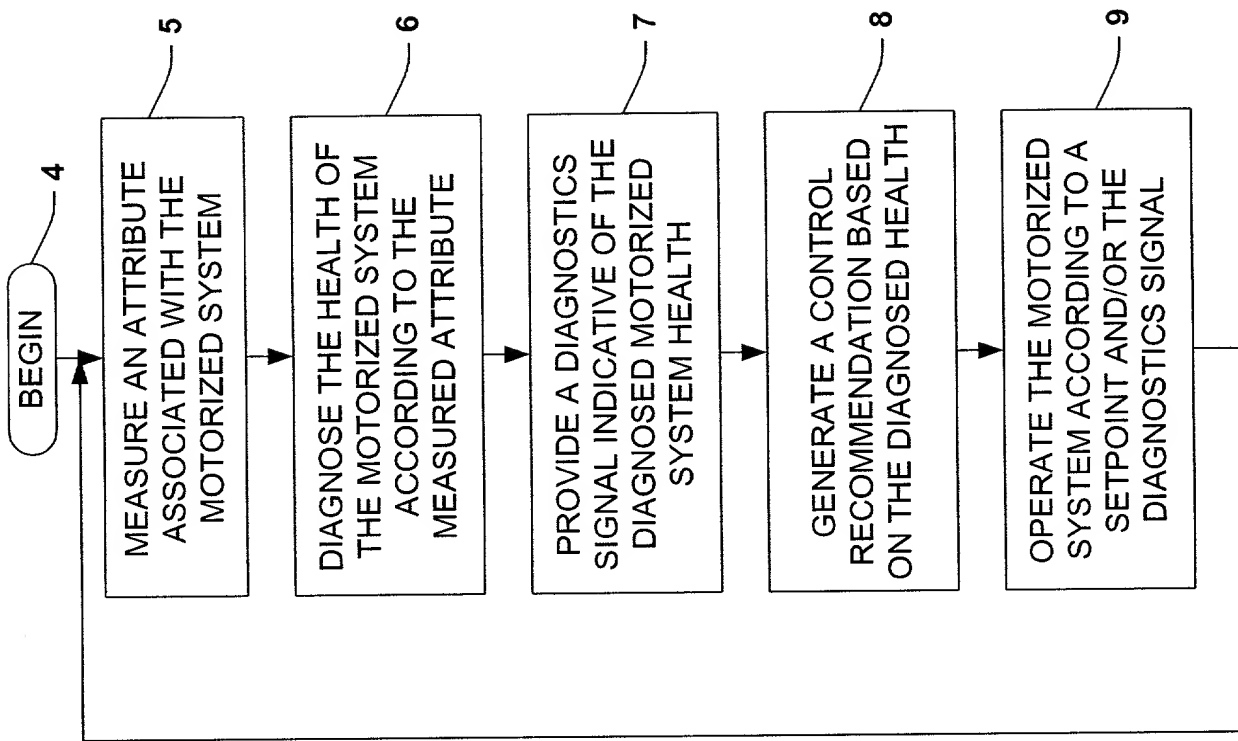 BEGIN
4
MEASURE AN ATTRIBUTE
ASSOCIATED WITH THE
MOTORIZED SYSTEM
5
DIAGNOSE THE HEALTH OF
THE MOTORIZED SYSTEM
ACCORDING TO THE
MEASURED ATTRIBUTE
6
PROVIDE A DIAGNOSTICS
SIGNAL INDICATIVE OF THE
DIAGNOSED MOTORIZED
SYSTEM HEALTH
7
GENERATE A CONTROL
RECOMMENDATION BASED
ON THE DIAGNOSED HEALTH
8
OPERATE THE MOTORIZED
SYSTEM ACCORDING TO A
SETPOINT AND/OR THE
DIAGNOSTICS SIGNAL
9